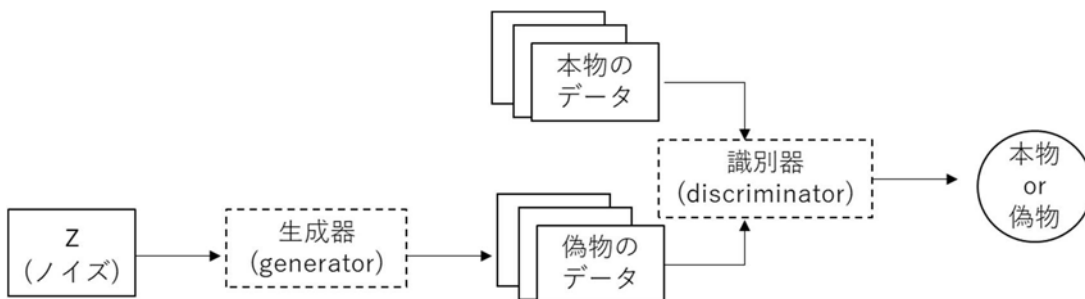 本物の
データ
識別器
(discriminator)
本物
or
偽物
Z
(ノイズ)
生成器
(generator)
偽物の
データ